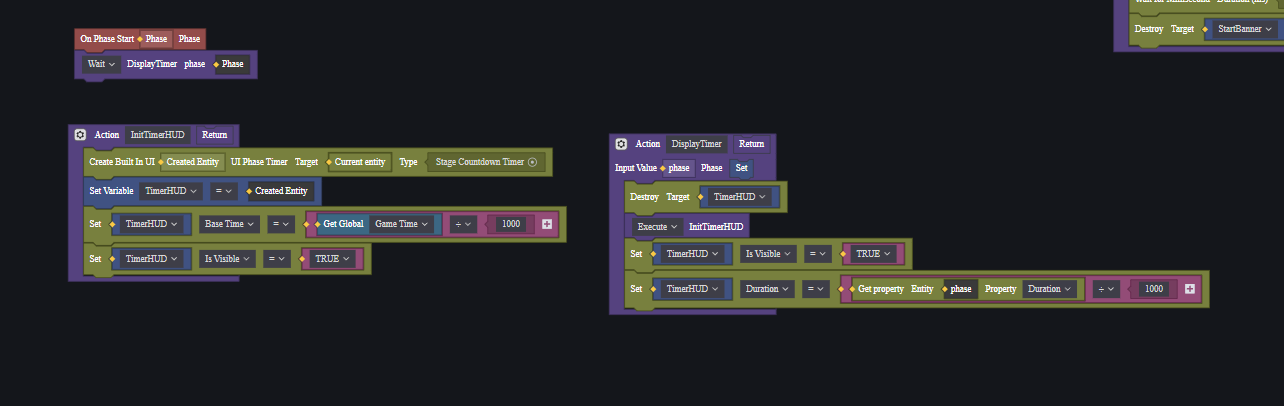 Wait for Millisecond Duration (ms)
Destroy Target StartBanner
On Phase Start Phase Phase
Wait DisplayTimer phase Phase
Action InitTimerHUD Return
Create Built In UI Created Entity UI Phase Timer Target Current entity Type Stage Countdown Timer
Set Variable TimerHUD = Created Entity
Set TimerHUD Base Time = Get Global Game Time ÷ 1000
Set TimerHUD Is Visible = TRUE
Action DisplayTimer Return
Input Value phase Phase Set
Destroy Target TimerHUD
Execute InitTimerHUD
Set TimerHUD Is Visible = TRUE
Set TimerHUD Duration = Get property Entity phase Property Duration ÷ 1000